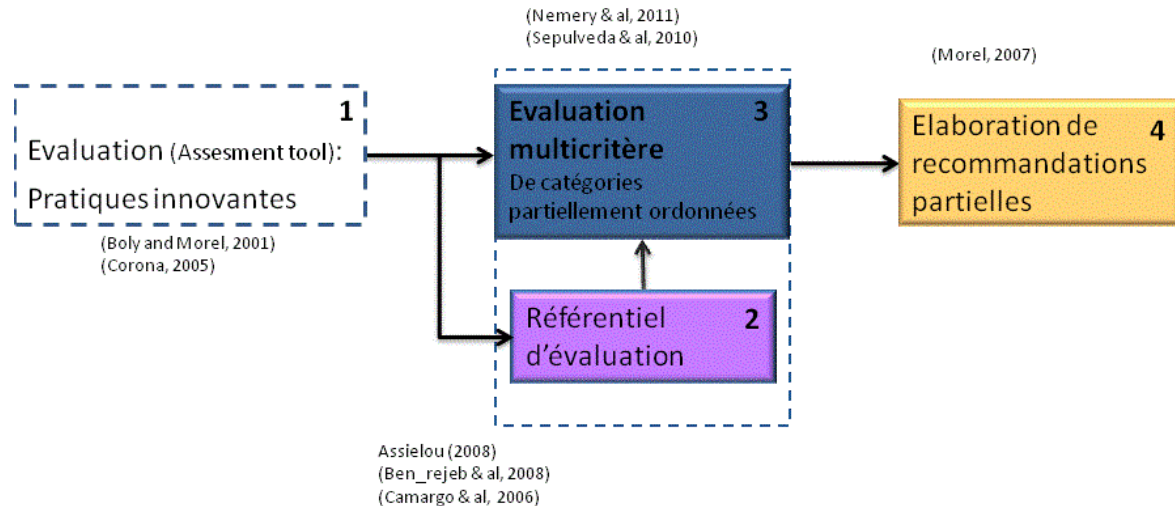 (Nemery & al, 2011)
(Sepulveda & al, 2010)
(Morel, 2007)
1
Evaluation (Assesment tool):
Pratiques innovantes
(Boly and Morel, 2001)
(Corona, 2005)
Evaluation 3
multicritère
De catégories
partiellement ordonnées
Elaboration de 4
recommandations
partielles
Référentiel 2
d'évaluation
Assielou (2008)
(Ben_rejeb & al, 2008)
(Camargo & al, 2006)